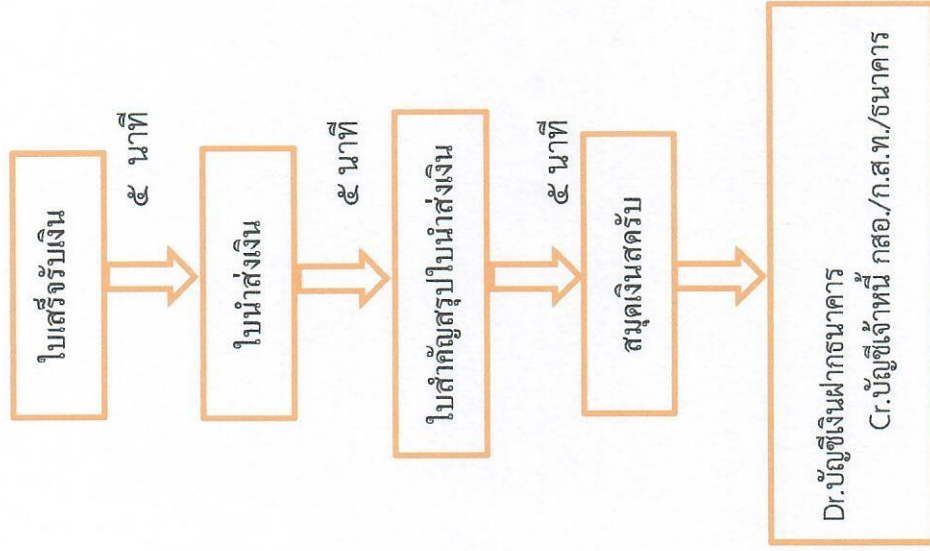 ใบเสร็จรับเงิน
๕ นาที
ใบนำส่งเงิน
๕ นาที
ใบสำคัญสรุปใบนำส่งเงิน
๕ นาที
สมุดเงินสดรับ
Dr.บัญชีเงินฝากธนาคาร
Cr.บัญชีเจ้าหนี้ กสอ./ก.ส.ท./ธนาคาร